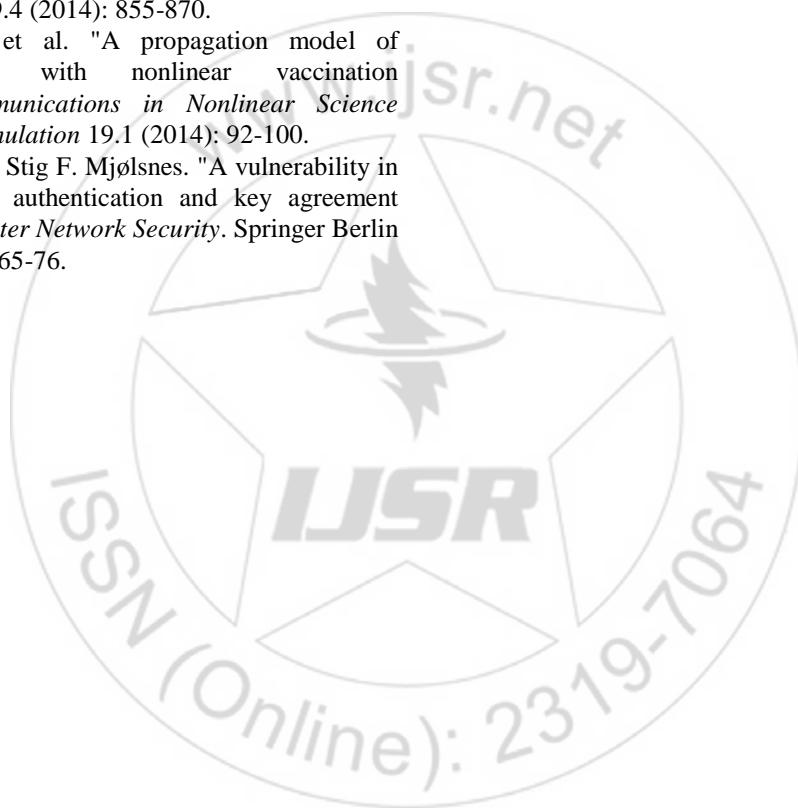 9.4 (2014): 855-870.
et al. "A propagation model of
with nonlinear vaccination
munications in Nonlinear Science
nulation 19.1 (2014): 92-100.
Stig F. Mjølsnes. "A vulnerability in
authentication and key agreement
ter Network Security. Springer Berlin
65-76.
www.ijsr.net
IJSR
ISSN (Online): 2319-7064